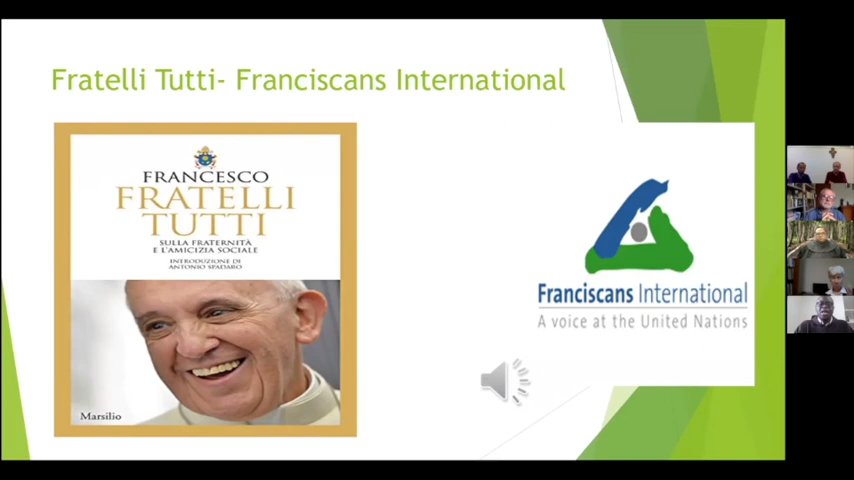 Fratelli Tutti- Franciscans International
FRANCESCO
FRATELLI
TUTTI
SULLA FRATERNITÀ
E L'AMICIZIA SOCIALE
INTRODUZIONE DI
ANTONIO SPADARO
Marsilio
Franciscans International
A voice at the United Nations